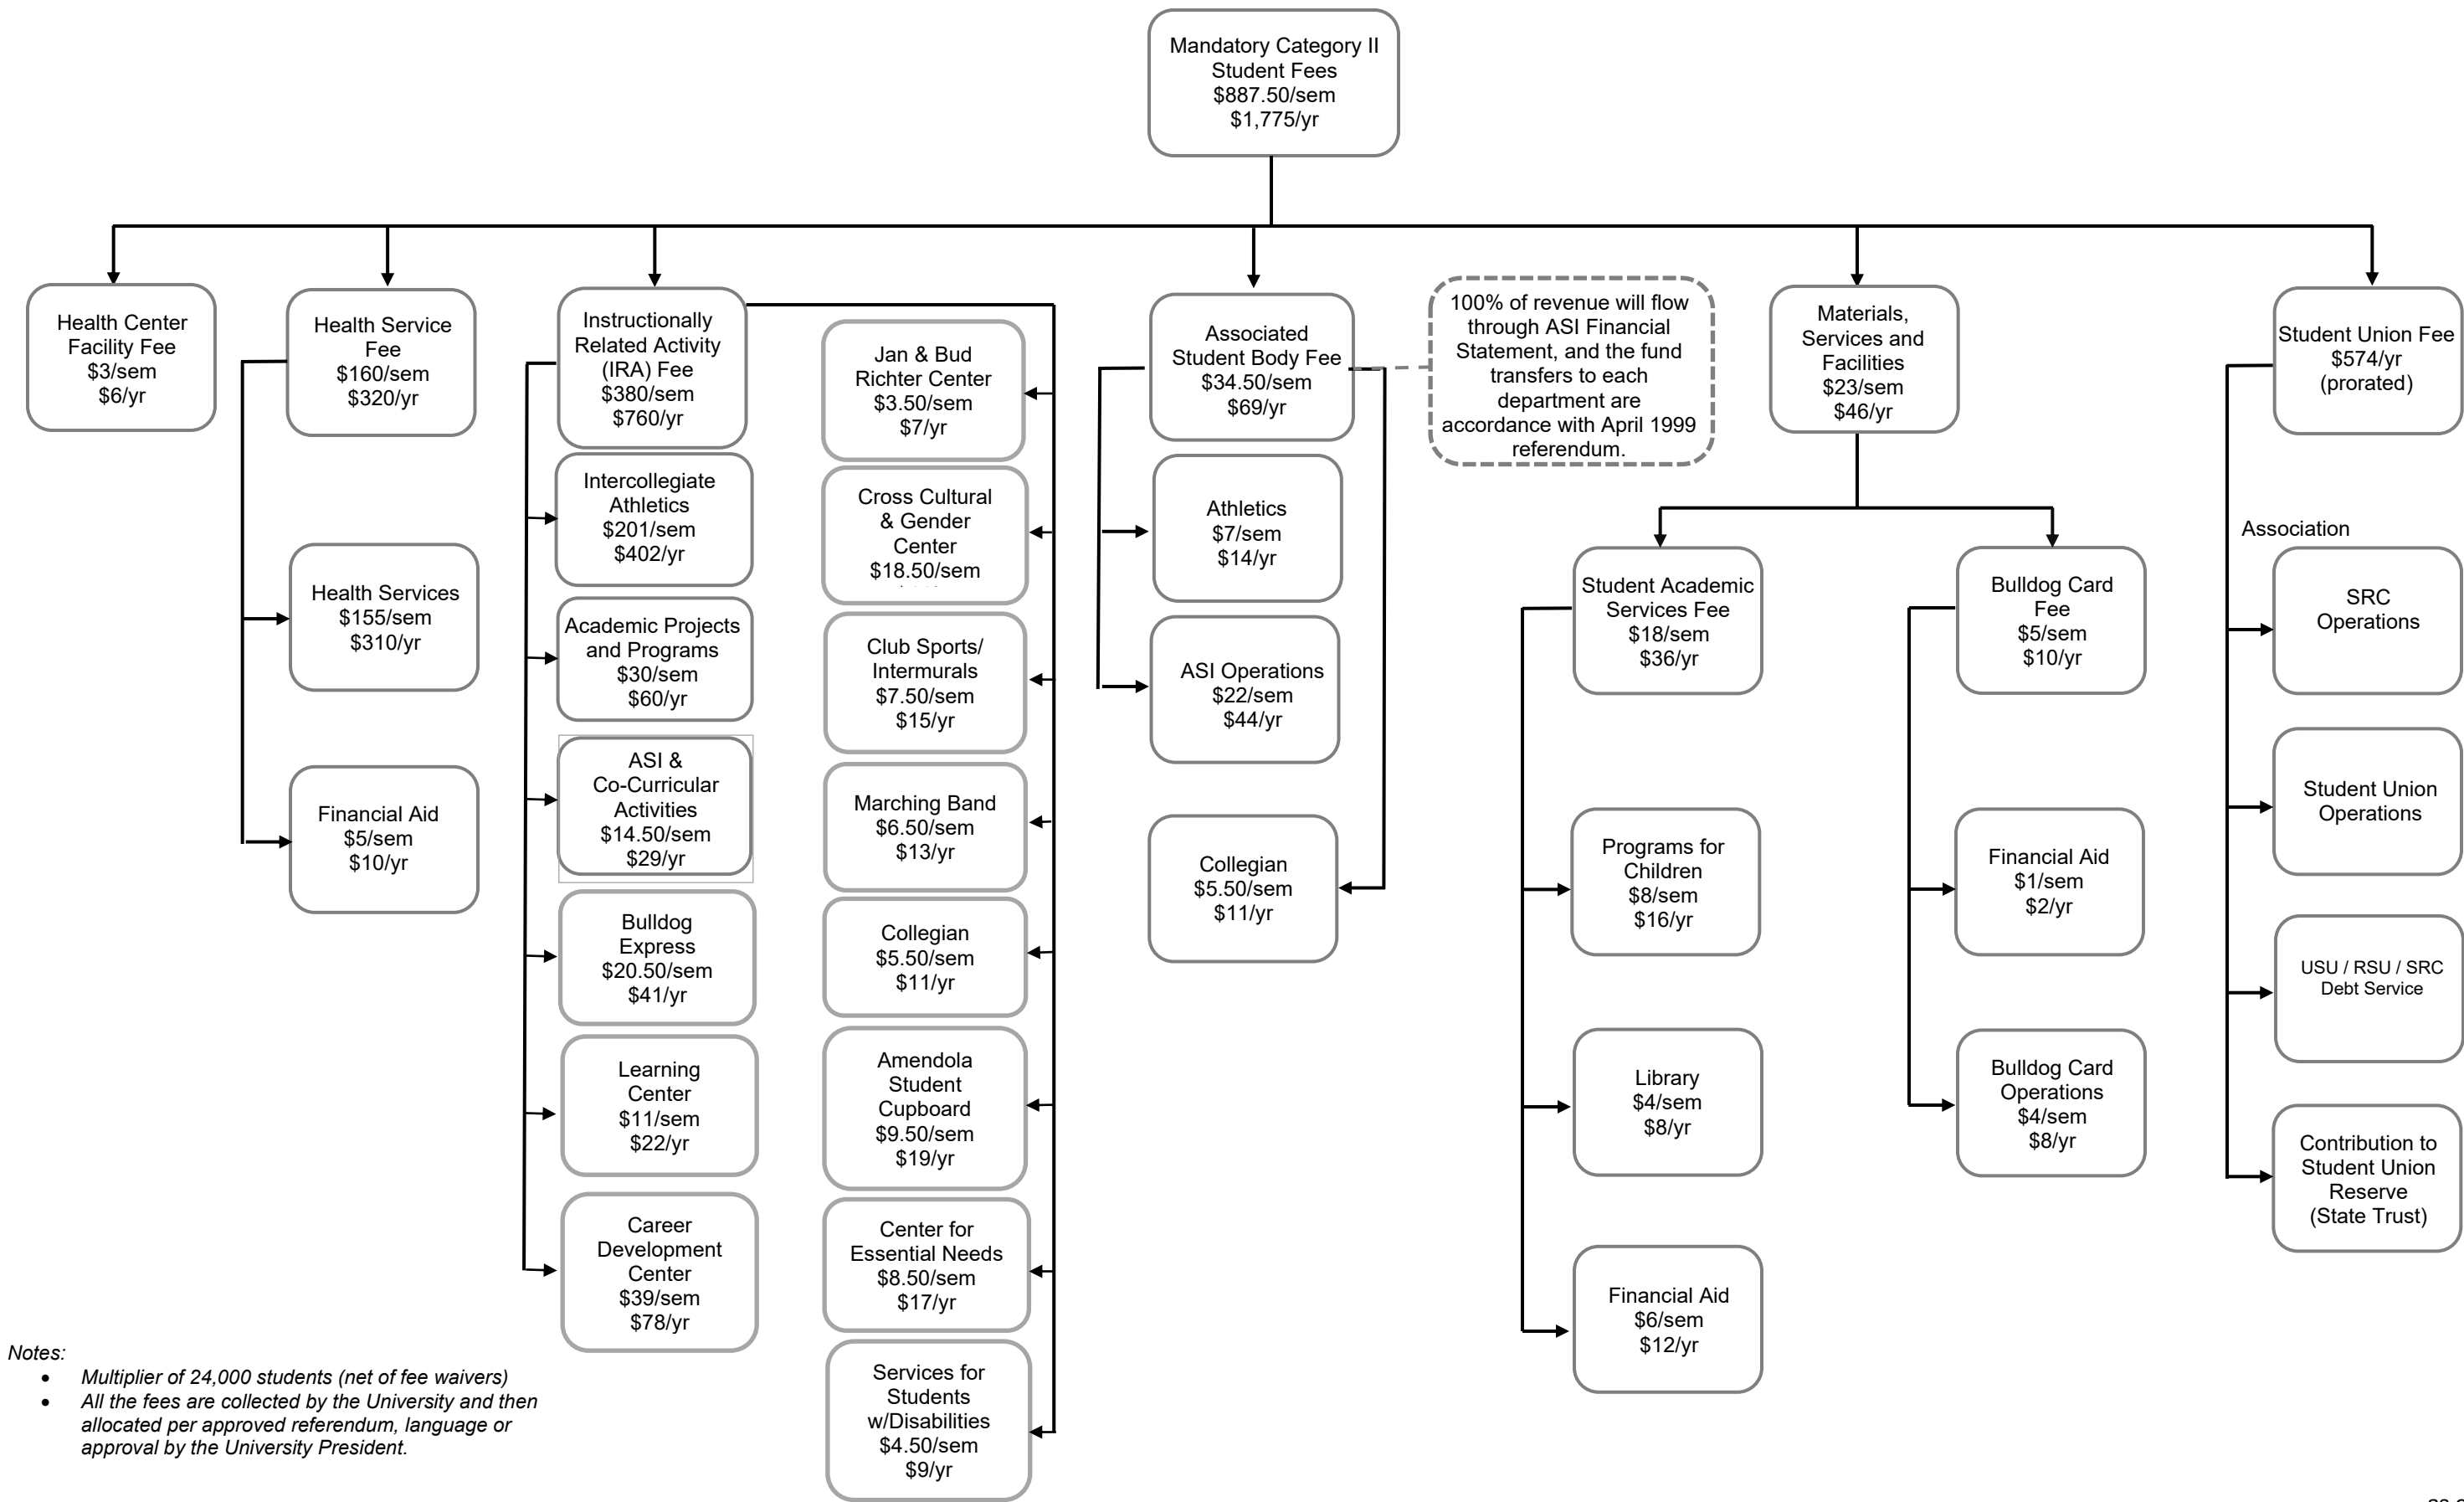 Mandatory Category II
Student Fees
$887.50/sem
$1,775/yr
Health Center
Facility Fee
$3/sem
$6/yr
Health Service
Fee
$160/sem
$320/yr
Health Services
$155/sem
$310/yr
Financial Aid
$5/sem
$10/yr
Instructionally
Related Activity
(IRA) Fee
$380/sem
$760/yr
Intercollegiate
Athletics
$201/sem
$402/yr
Academic Projects
and Programs
$30/sem
$60/yr
ASI &
Co-Curricular
Activities
$14.50/sem
$29/yr
Bulldog
Express
$20.50/sem
$41/yr
Learning
Center
$11/sem
$22/yr
Career
Development
Center
$39/sem
$78/yr
Jan & Bud
Richter Center
$3.50/sem
$7/yr
Cross Cultural
& Gender
Center
$18.50/sem
Club Sports/
Intermurals
$7.50/sem
$15/yr
Marching Band
$6.50/sem
$13/yr
Collegian
$5.50/sem
$11/yr
Amendola
Student
Cupboard
$9.50/sem
$19/yr
Center for
Essential Needs
$8.50/sem
$17/yr
Services for
Students
w/Disabilities
$4.50/sem
$9/yr
Associated
Student Body Fee
$34.50/sem
$69/yr
Athletics
$7/sem
$14/yr
ASI Operations
$22/sem
$44/yr
Collegian
$5.50/sem
$11/yr
100% of revenue will flow
through ASI Financial
Statement, and the fund
transfers to each
department are
accordance with April 1999
referendum.
Materials,
Services and
Facilities
$23/sem
$46/yr
Student Academic
Services Fee
$18/sem
$36/yr
Programs for
Children
$8/sem
$16/yr
Library
$4/sem
$8/yr
Financial Aid
$6/sem
$12/yr
Bulldog Card
Fee
$5/sem
$10/yr
Financial Aid
$1/sem
$2/yr
Bulldog Card
Operations
$4/sem
$8/yr
Student Union Fee
$574/yr
(prorated)
Association
SRC
Operations
Student Union
Operations
USU / RSU / SRC
Debt Service
Contribution to
Student Union
Reserve
(State Trust)
Notes:
• Multiplier of 24,000 students (net of fee waivers)
• All the fees are collected by the University and then
allocated per approved referendum, language or
approval by the University President.